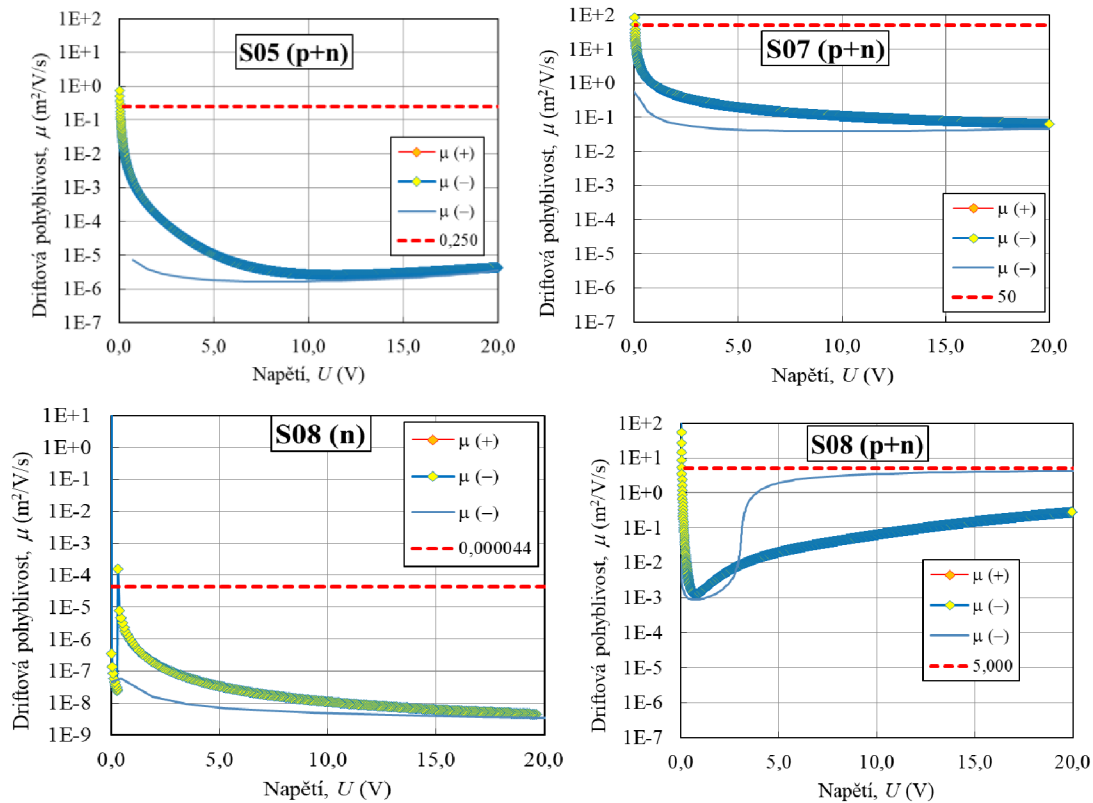 S05 (p+n)
Driftová pohyblivost, μ (m²/V/s)
1E+2
1E+1
1E+0
1E-1
1E-2
1E-3
1E-4
1E-5
1E-6
1E-7
μ (+)
μ (−)
μ (−)
0,250
0,0
5,0
10,0
15,0
20,0
Napětí, U (V)
S07 (p+n)
Driftová pohyblivost, μ (m²/V/s)
1E+2
1E+1
1E+0
1E-1
1E-2
1E-3
1E-4
1E-5
1E-6
1E-7
μ (+)
μ (−)
μ (−)
50
0,0
5,0
10,0
15,0
20,0
Napětí, U (V)
S08 (n)
Driftová pohyblivost, μ (m²/V/s)
1E+1
1E+0
1E-1
1E-2
1E-3
1E-4
1E-5
1E-6
1E-7
1E-8
1E-9
μ (+)
μ (−)
μ (−)
0,000044
0,0
5,0
10,0
15,0
20,0
Napětí, U (V)
S08 (p+n)
Driftová pohyblivost, μ (m²/V/s)
1E+2
1E+1
1E+0
1E-1
1E-2
1E-3
1E-4
1E-5
1E-6
1E-7
μ (+)
μ (−)
μ (−)
5,000
0,0
5,0
10,0
15,0
20,0
Napětí, U (V)